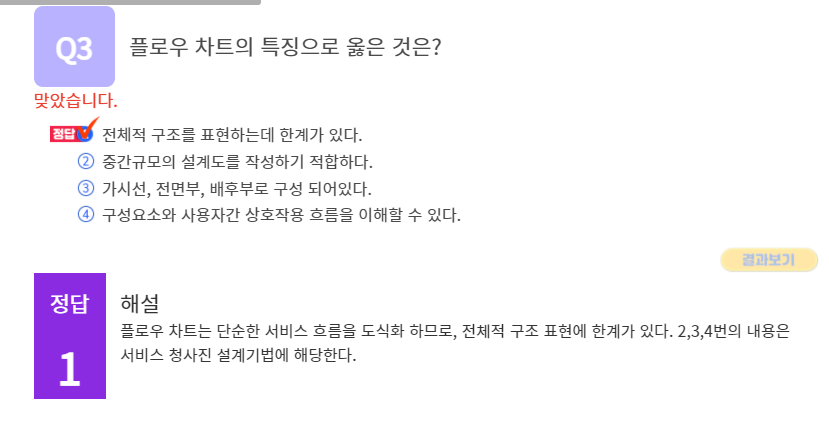 Q3 플로우 차트의 특징으로 옳은 것은?
맞았습니다.
정답 전체적 구조를 표현하는데 한계가 있다.
② 중간규모의 설계도를 작성하기 적합하다.
③ 가시선, 전면부, 배후부로 구성 되어있다.
④ 구성요소와 사용자간 상호작용 흐름을 이해할 수 있다.
결과보기
정답 해설
1 플로우 차트는 단순한 서비스 흐름을 도식화 하므로, 전체적 구조 표현에 한계가 있다. 2,3,4번의 내용은
서비스 청사진 설계기법에 해당한다.